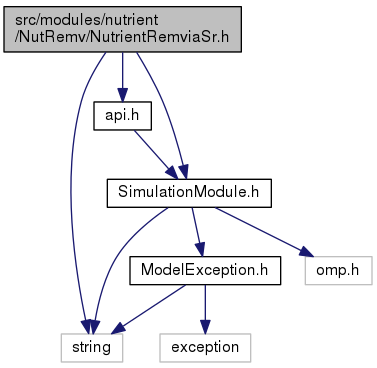 src/modules/nutrient
/NutRemv/NutrientRemviaSr.h
api.h
SimulationModule.h
ModelException.h
omp.h
string
exception